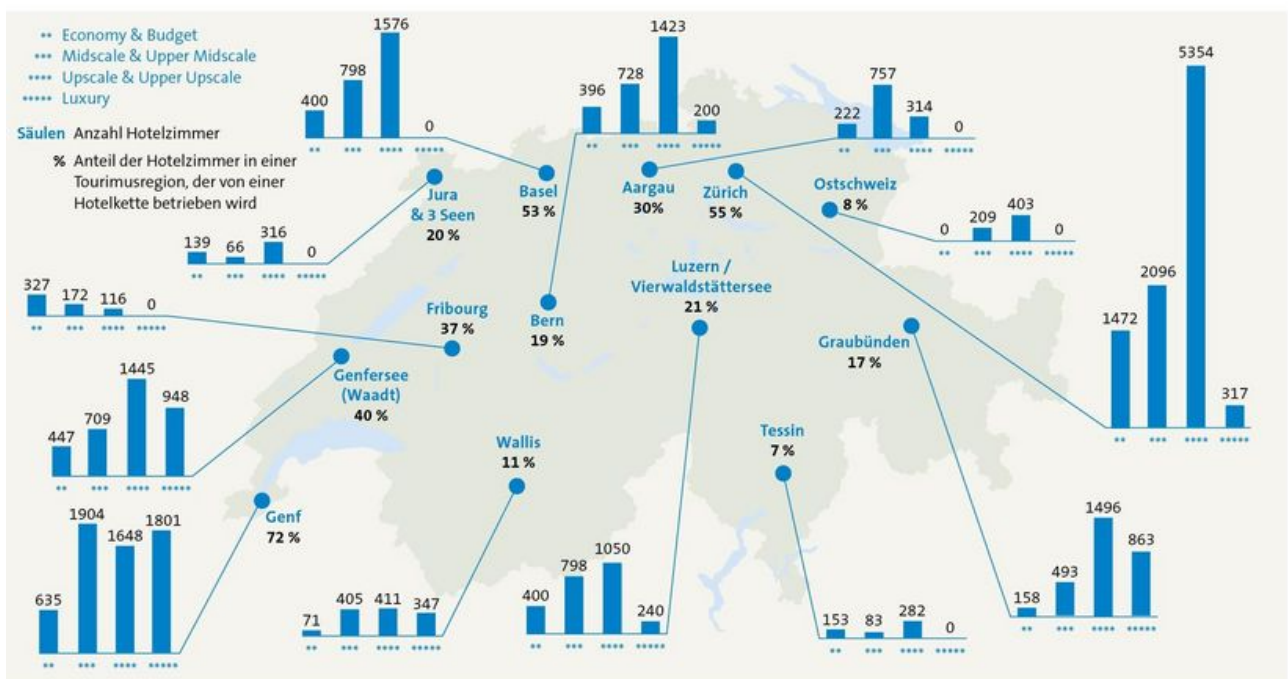 •• Economy & Budget
••• Midscale & Upper Midscale
•••• Upscale & Upper Upscale
••••• Luxury
Säulen Anzahl Hotelzimmer
% Anteil der Hotelzimmer in einer
Tourimusregion, der von einer
Hotelkette betrieben wird
400 798 1576 0
•• ••• •••• •••••
Basel
53 %
396 728 1423 200
•• ••• •••• •••••
Bern
19 %
222 757 314 0
•• ••• •••• •••••
Aargau
30%
1472 2096 5354 317
•• ••• •••• •••••
Zürich
55 %
0 209 403 0
•• ••• •••• •••••
Ostschweiz
8 %
139 66 316 0
•• ••• •••• •••••
Jura
& 3 Seen
20 %
327 172 116 0
•• ••• •••• •••••
Fribourg
37 %
Luzern /
Vierwaldstättersee
21 %
400 798 1050 240
•• ••• •••• •••••
Graubünden
17 %
158 493 1496 863
•• ••• •••• •••••
447 709 1445 948
•• ••• •••• •••••
Genfersee
(Waadt)
40 %
Wallis
11 %
71 405 411 347
•• ••• •••• •••••
Tessin
7 %
153 83 282 0
•• ••• •••• •••••
635 1904 1648 1801
•• ••• •••• •••••
Genf
72 %